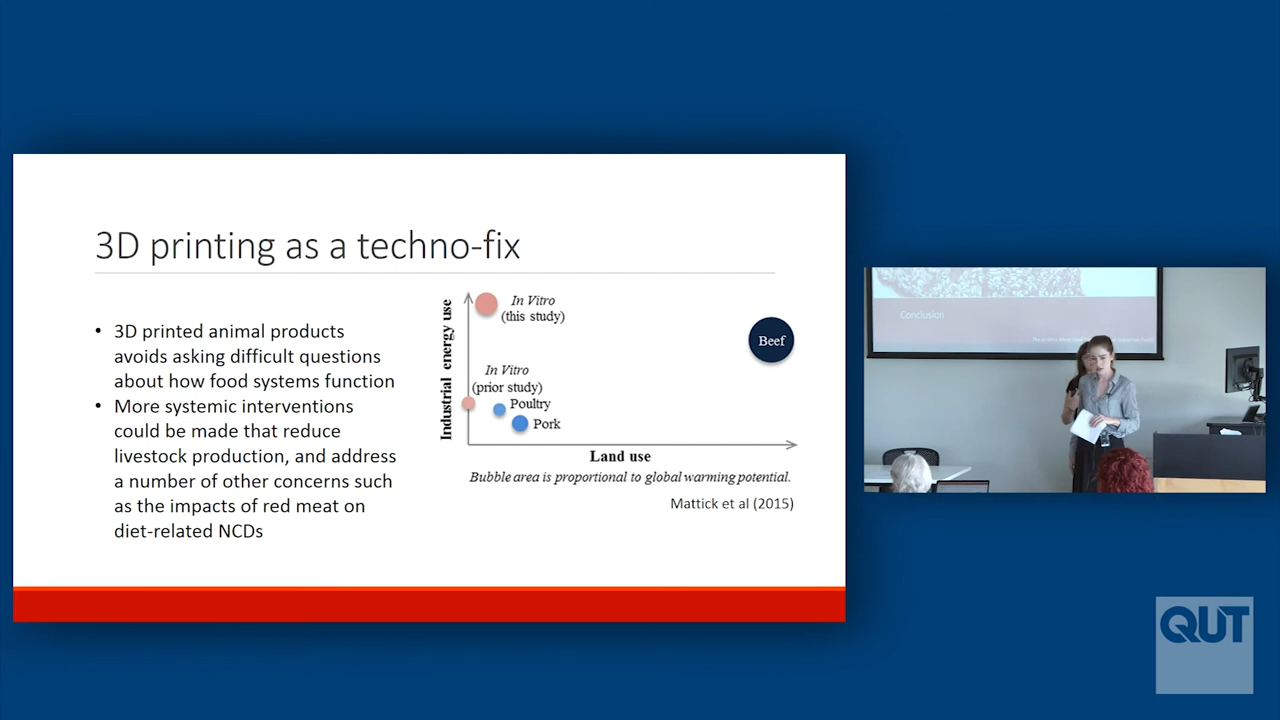 3D printing as a techno-fix
• 3D printed animal products
avoids asking difficult questions
about how food systems function
• More systemic interventions
could be made that reduce
livestock production, and address
a number of other concerns such
as the impacts of red meat on
diet-related NCDs
Industrial energy use
In Vitro
(this study)
Beef
In Vitro
(prior study)
Poultry
Pork
Land use
Bubble area is proportional to global warming potential.
Mattick et al (2015)
Conclusion
QUT